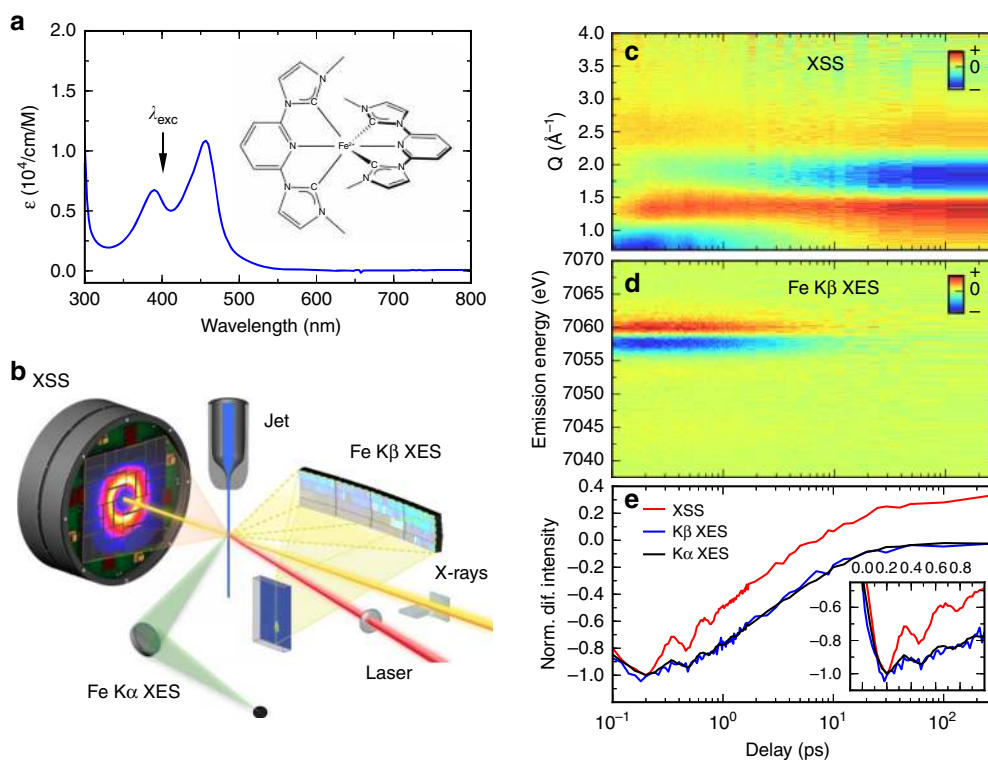 a
2.0
1.5
1.0
0.5
0.0
ε (10⁴/cm/M)
λexc
300 400 500 600 700 800
Wavelength (nm)
N
N
C
N
Fe²⁺
C
N
N
N
N
C
N
C
N
N
b
XSS
Jet
Fe Kβ XES
X-rays
Laser
Fe Kα XES
c
XSS
+
0
–
4.0
3.5
3.0
2.5
2.0
1.5
1.0
Q (Å⁻¹)
d
Fe Kβ XES
+
0
–
7070
7060
7055
7050
7040
Emission energy (eV)
e
XSS
Kβ XES
Kα XES
0.4
0.2
0.0
−0.2
−0.4
−0.6
−0.8
−1.0
Norm. dif. intensity
0.0 0.2 0.4 0.6 0.8
−0.6
−0.8
−1.0
10⁻¹ 10⁰ 10¹ 10²
Delay (ps)